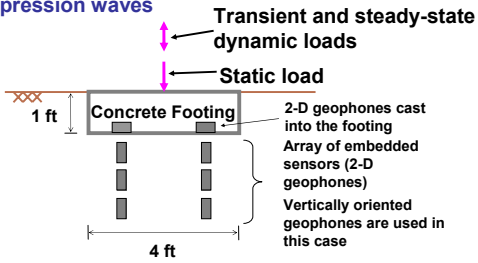 pression waves
Transient and steady-state
dynamic loads
Static load
1 ft
Concrete Footing
2-D geophones cast
into the footing
Array of embedded
sensors (2-D
geophones)
Vertically oriented
geophones are used in
this case
4 ft